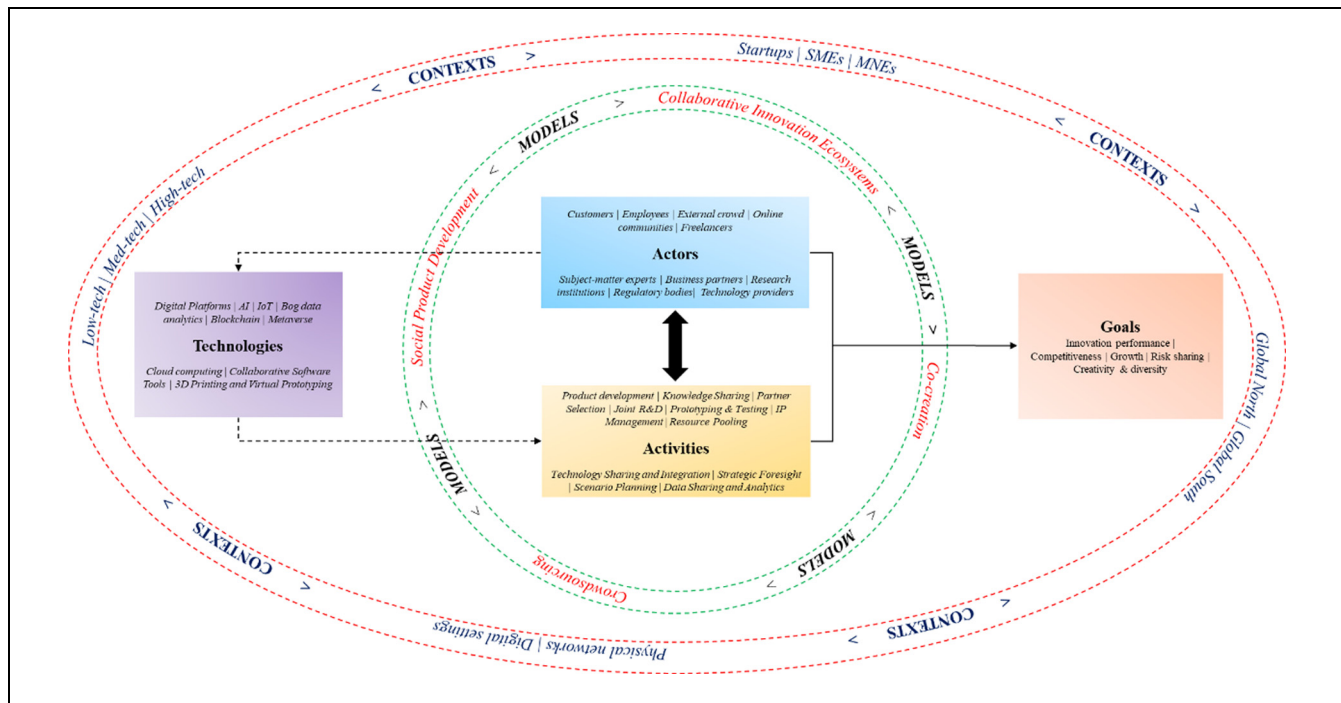 < CONTEXTS >
Startups | SMEs | MNEs
< CONTEXTS >
Low-tech | Med-tech | High-tech
< MODELS >
Collaborative Innovation Ecosystems
Social Product Development
< MODELS >
Customers | Employees | External crowd | Online
communities | Freelancers
Actors
Subject-matter experts | Business partners | Research
institutions | Regulatory bodies| Technology providers
Digital Platforms | AI | IoT | Bog data
analytics | Blockchain | Metaverse
Technologies
Cloud computing | Collaborative Software
Tools | 3D Printing and Virtual Prototyping
Goals
Innovation performance |
Competitiveness | Growth | Risk sharing |
Creativity & diversity
Product development | Knowledge Sharing | Partner
Selection | Joint R&D | Prototyping & Testing | IP
Management | Resource Pooling
Activities
Technology Sharing and Integration | Strategic Foresight
| Scenario Planning | Data Sharing and Analytics
Co-creation
Global North | Global South
< MODELS >
< MODELS >
Crowdsourcing
< CONTEXTS >
< CONTEXTS >
Physical networks | Digital settings